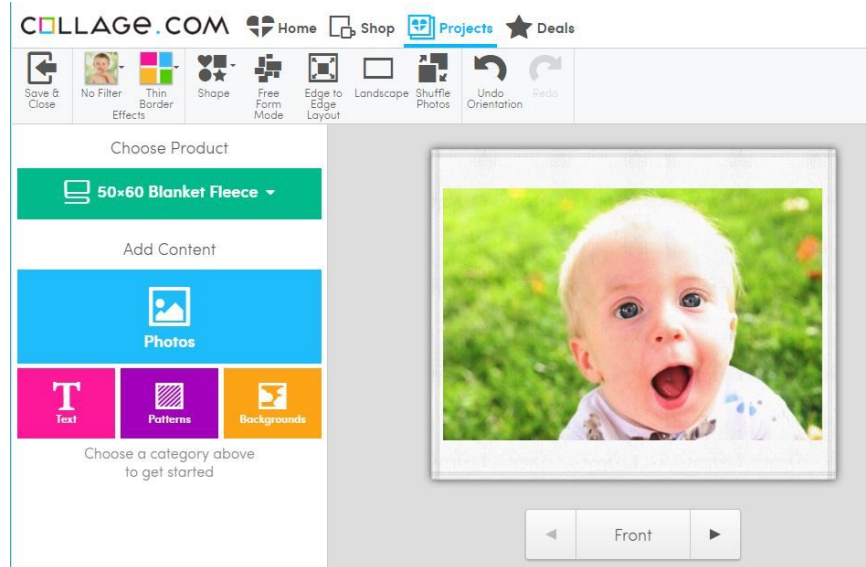 COLLAGE.COM Home Shop Projects Deals
Save & Close
No Filter
Thin Border
Effects
Shape
Free Form Mode
Edge to Edge Layout
Landscape
Shuffle Photos
Undo Orientation
Redo
Choose Product
50×60 Blanket Fleece
Add Content
Photos
Text
Patterns
Backgrounds
Choose a category above
to get started
Front